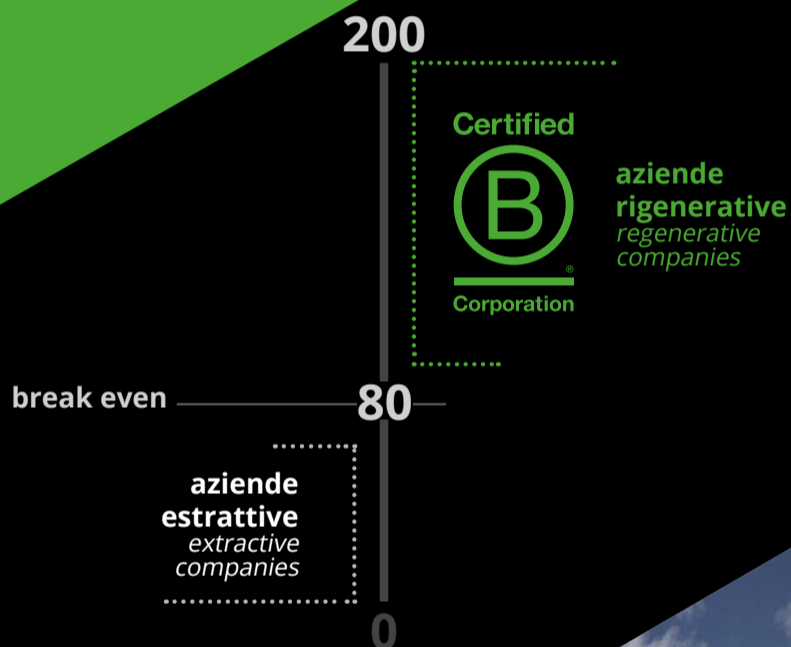 200
Certified
B
®
Corporation
aziende
rigenerative
regenerative
companies
break even
80
aziende
estrattive
extractive
companies
0